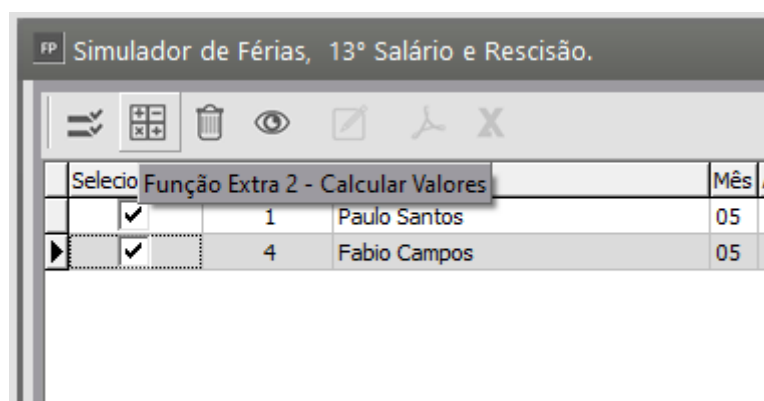 FP Simulador de Férias, 13º Salário e Rescisão.
Selecio Mês
Função Extra 2 - Calcular Valores
1 Paulo Santos 05
4 Fabio Campos 05